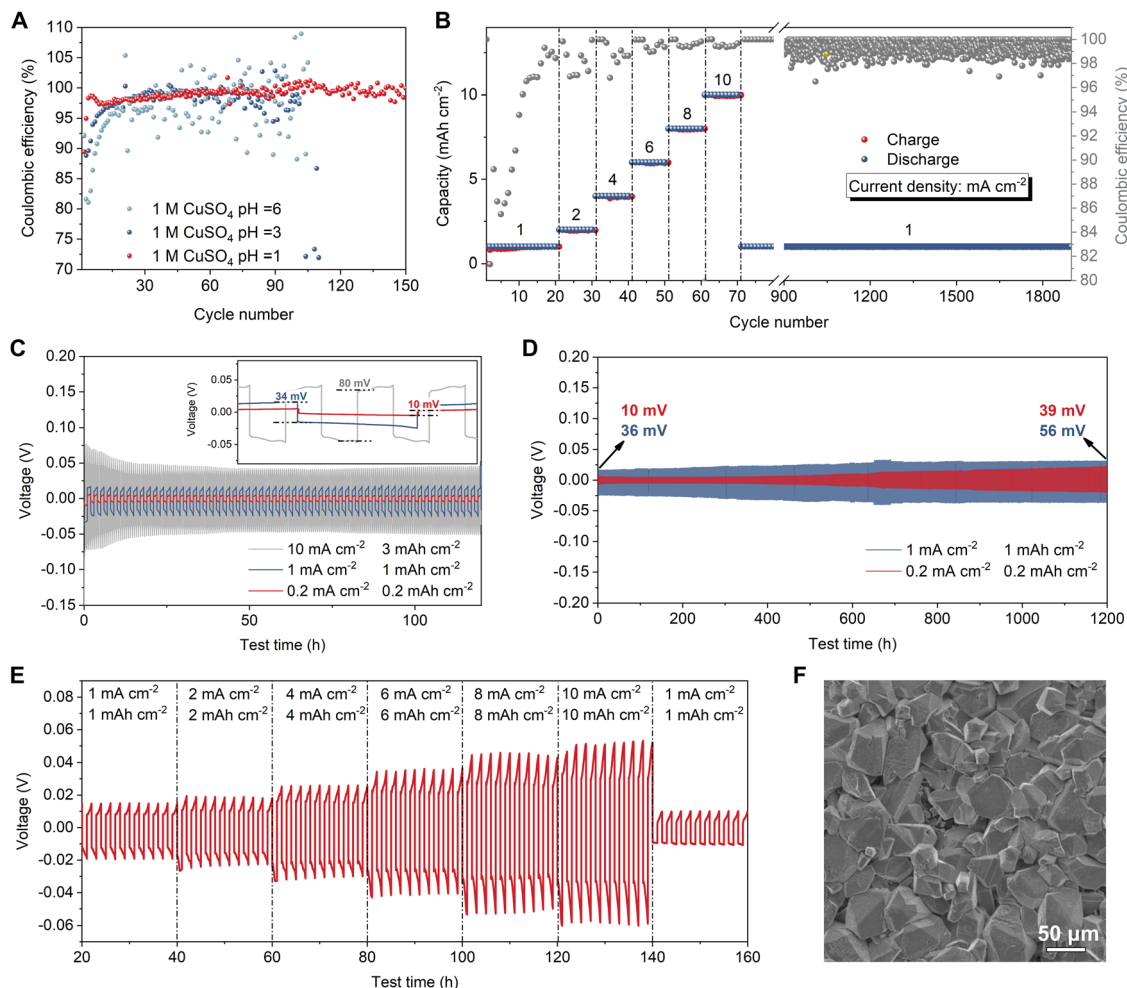 A
Coulombic efficiency (%)
110
105
100
95
90
85
80
75
70
1 M CuSO4 pH =6
1 M CuSO4 pH =3
1 M CuSO4 pH =1
30 60 90 120 150
Cycle number
B
Capacity (mAh cm-2)
15
10
5
0
1 2 4 6 8 10 1
Charge
Discharge
Current density: mA cm-2
100
98
96
94
92
90
88
86
84
82
80
Coulombic efficiency (%)
10 20 30 40 50 60 70 900 1200 1500 1800
Cycle number
C
Voltage (V)
0.20
0.15
0.10
0.05
0.00
-0.05
-0.10
-0.15
Voltage (V)
0.05
0.00
-0.05
80 mV
34 mV
10 mV
10 mA cm-2 3 mAh cm-2
1 mA cm-2 1 mAh cm-2
0.2 mA cm-2 0.2 mAh cm-2
0 50 100
Test time (h)
D
Voltage (V)
0.20
0.15
0.10
0.05
0.00
-0.05
-0.10
-0.15
-0.20
10 mV 39 mV
36 mV 56 mV
1 mA cm-2 1 mAh cm-2
0.2 mA cm-2 0.2 mAh cm-2
0 200 400 600 800 1000 1200
Test time (h)
E
Voltage (V)
0.08
0.06
0.04
0.02
0.00
-0.02
-0.04
-0.06
1 mA cm-2 2 mA cm-2 4 mA cm-2 6 mA cm-2 8 mA cm-2 10 mA cm-2 1 mA cm-2
1 mAh cm-2 2 mAh cm-2 4 mAh cm-2 6 mAh cm-2 8 mAh cm-2 10 mAh cm-2 1 mAh cm-2
20 40 60 80 100 120 140 160
Test time (h)
F
50 μm